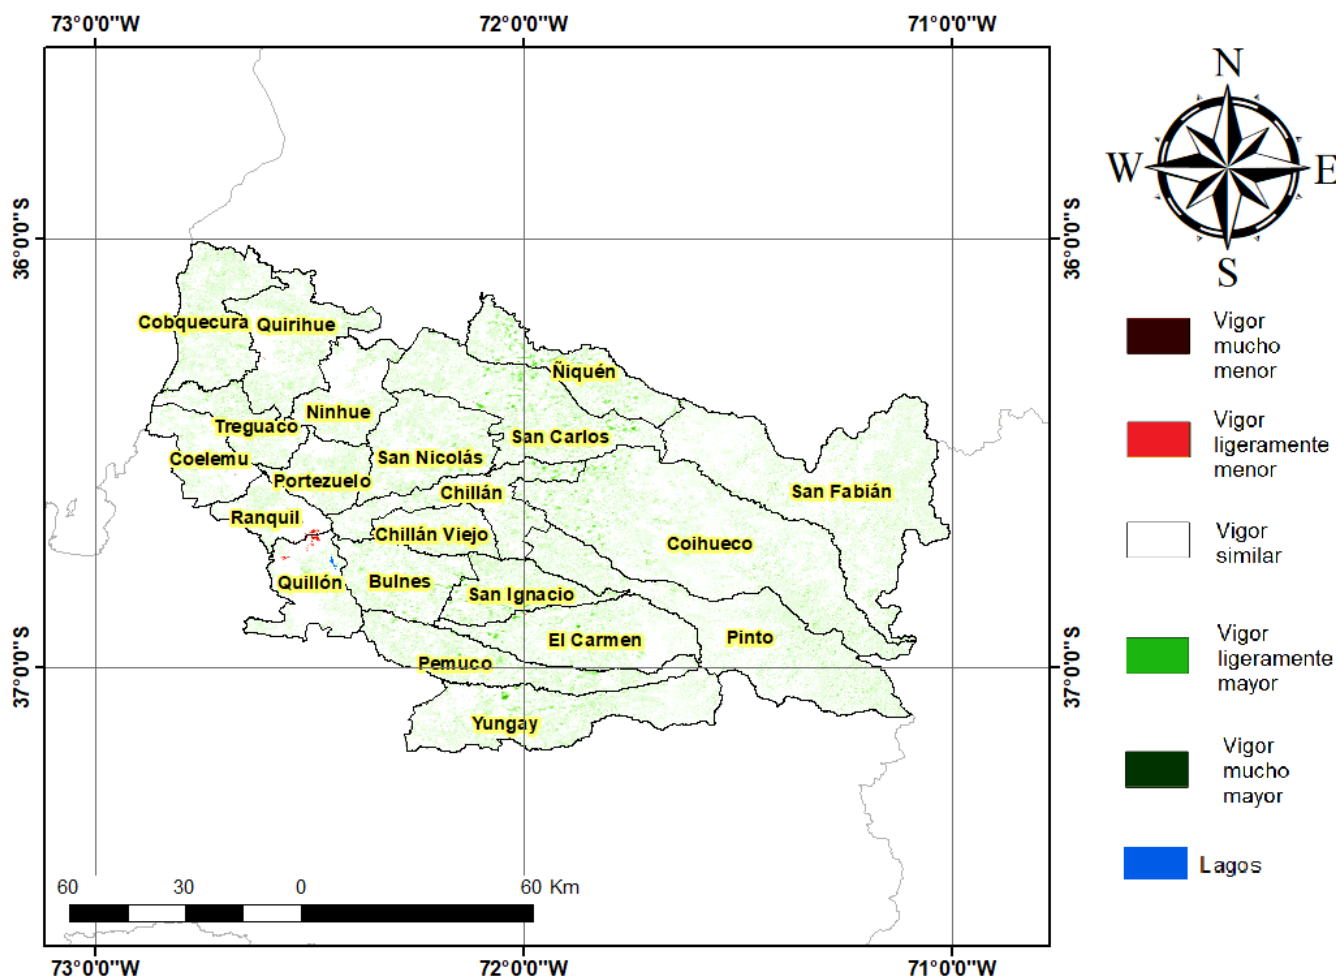 73°0'0"W
72°0'0"W
71°0'0"W
36°0'0"S
36°0'0"S
37°0'0"S
37°0'0"S
N
W
E
S
Cobquecura
Quirihue
Ñiquén
Ninhue
Treguaco
San Carlos
Coelemu
San Nicolás
Portezuelo
Chillán
San Fabián
Ranquil
Chillán Viejo
Coihueco
Quillón
Bulnes
San Ignacio
El Carmen
Pinto
Pemuco
Yungay
Vigor
mucho
menor
Vigor
ligeramente
menor
Vigor
similar
Vigor
ligeramente
mayor
Vigor
mucho
mayor
Lagos
60 30 0 60 Km
73°0'0"W
72°0'0"W
71°0'0"W